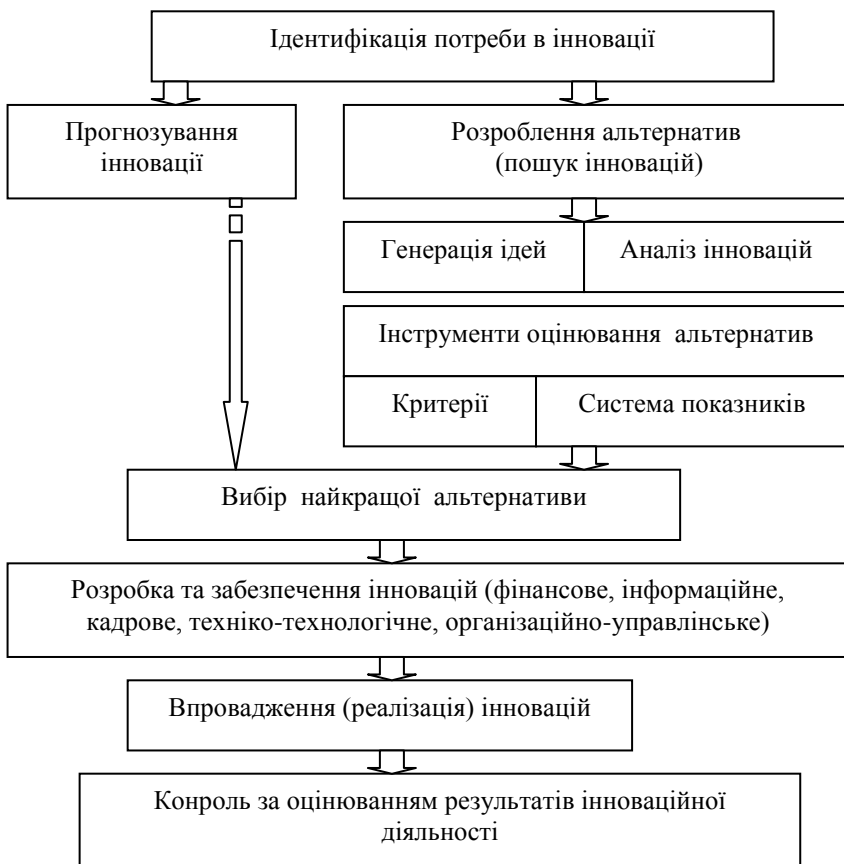 Ідентифікація потреби в інновації
Прогнозування
інновації
Розроблення альтернатив
(пошук інновацій)
Генерація ідей
Аналіз інновацій
Інструменти оцінювання альтернатив
Критерії
Система показників
Вибір найкращої альтернативи
Розробка та забезпечення інновацій (фінансове, інформаційне,
кадрове, техніко-технологічне, організаційно-управлінське)
Впровадження (реалізація) інновацій
Конроль за оцінюванням результатів інноваційної
діяльності